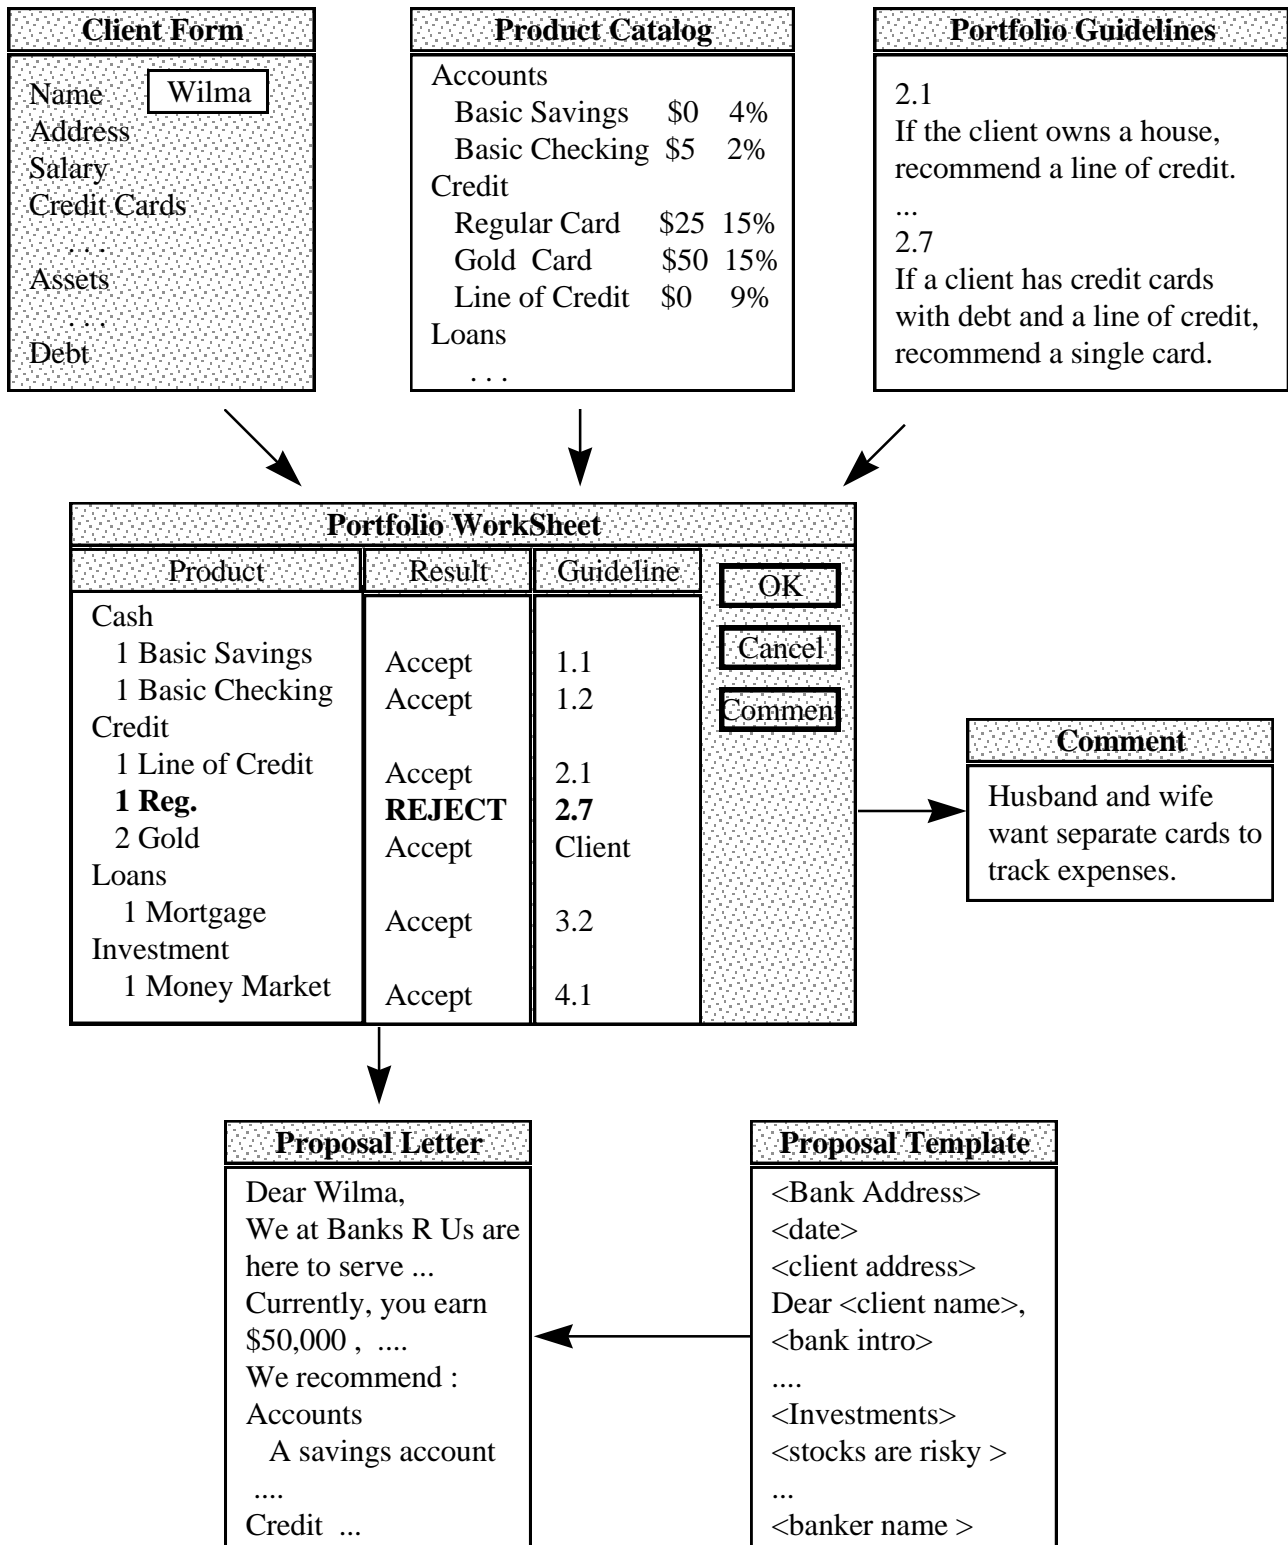 Client Form
Name Wilma
Address
Salary
Credit Cards
. . .
Assets
. . .
Debt
Product Catalog
Accounts
Basic Savings $0 4%
Basic Checking $5 2%
Credit
Regular Card $25 15%
Gold Card $50 15%
Line of Credit $0 9%
Loans
. . .
Portfolio Guidelines
2.1
If the client owns a house,
recommend a line of credit.
...
2.7
If a client has credit cards
with debt and a line of credit,
recommend a single card.
Portfolio WorkSheet
Product Result Guideline
Cash
1 Basic Savings Accept 1.1
1 Basic Checking Accept 1.2
Credit
1 Line of Credit Accept 2.1
1 Reg. REJECT 2.7
2 Gold Accept Client
Loans
1 Mortgage Accept 3.2
Investment
1 Money Market Accept 4.1
OK
Cancel
Comment
Comment
Husband and wife
want separate cards to
track expenses.
Proposal Letter
Dear Wilma,
We at Banks R Us are
here to serve ...
Currently, you earn
$50,000 , ....
We recommend :
Accounts
A savings account
....
Credit ...
Proposal Template
<Bank Address>
<date>
<client address>
Dear <client name>,
<bank intro>
....
<Investments>
<stocks are risky >
...
<banker name >